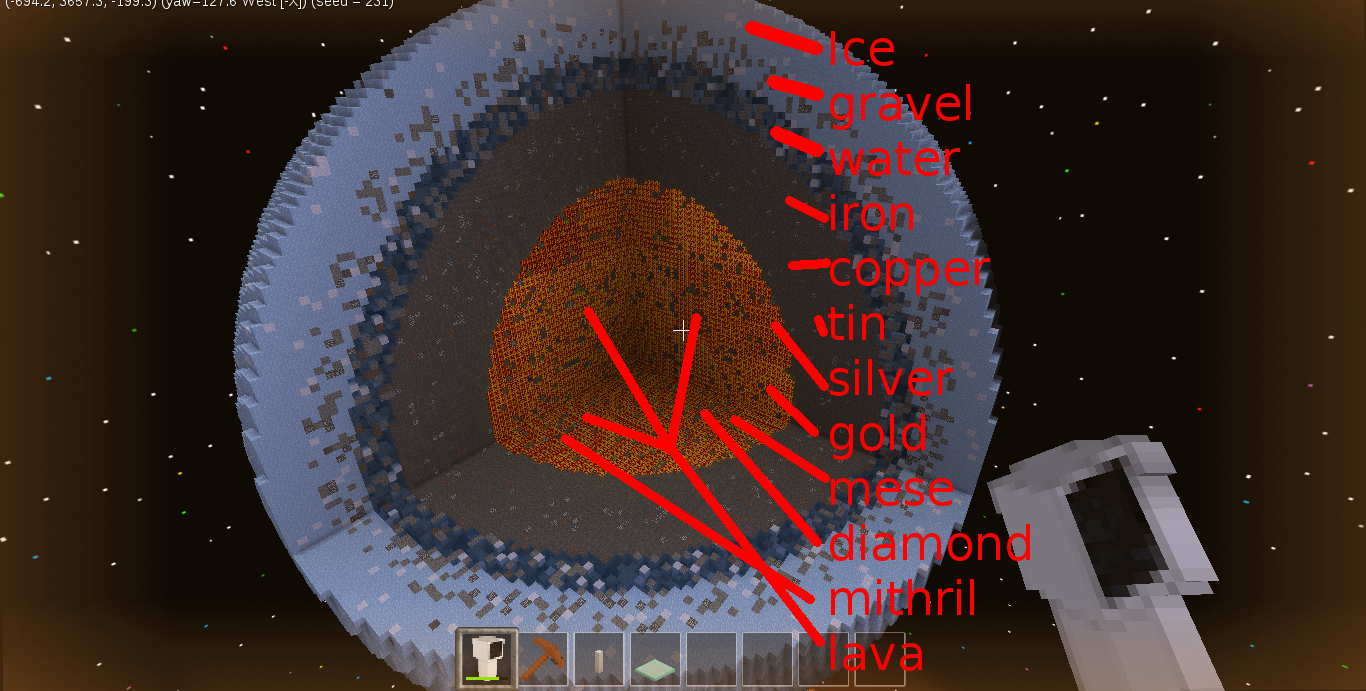 (-694.2, 3657.3, -199.3) (yaw=127.6 West [-X]) (seed = 231)
Ice
gravel
water
iron
copper
tin
silver
gold
mese
diamond
mithril
lava